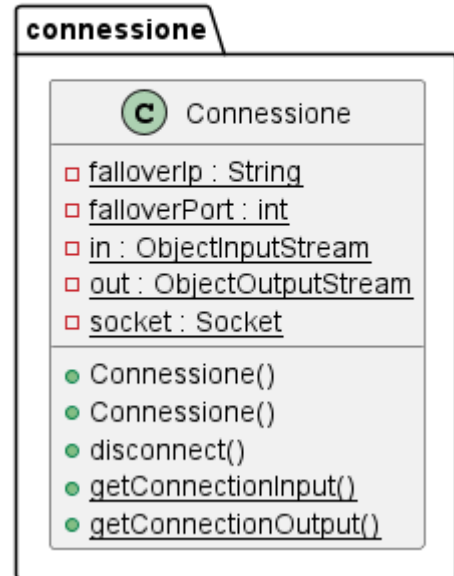 connessione
C Connessione
falloverIp : String
falloverPort : int
in : ObjectInputStream
out : ObjectOutputStream
socket : Socket
Connessione()
Connessione()
disconnect()
getConnectionInput()
getConnectionOutput()